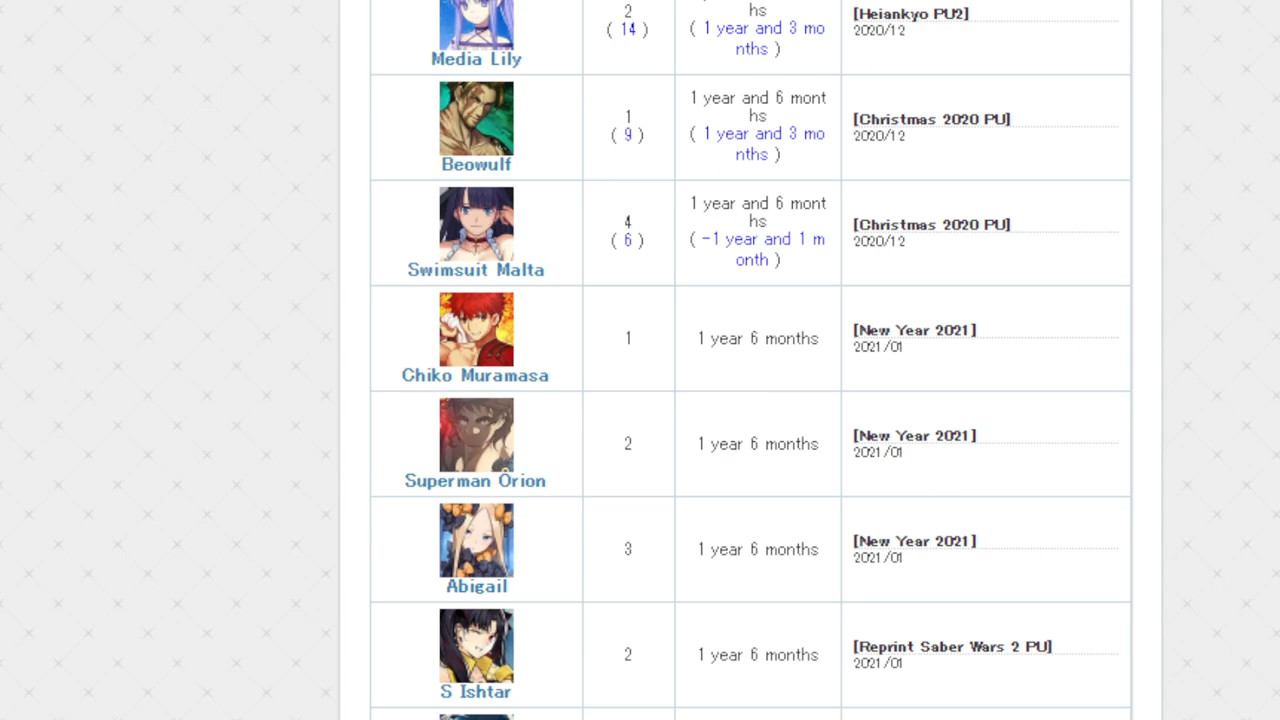 2
hs
( 14 )
( 1 year and 3 mo
nths )
[Heiankyo PU2]
2020/12
Media Lily
1
( 9 )
1 year and 6 mont
hs
( 1 year and 3 mo
nths )
[Christmas 2020 PU]
2020/12
Beowulf
4
( 6 )
1 year and 6 mont
hs
( -1 year and 1 m
onth )
[Christmas 2020 PU]
2020/12
Swimsuit Malta
1
1 year 6 months
[New Year 2021]
2021/01
Chiko Muramasa
2
1 year 6 months
[New Year 2021]
2021/01
Superman Orion
3
1 year 6 months
[New Year 2021]
2021/01
Abigail
2
1 year 6 months
[Reprint Saber Wars 2 PU]
2021/01
S Ishtar